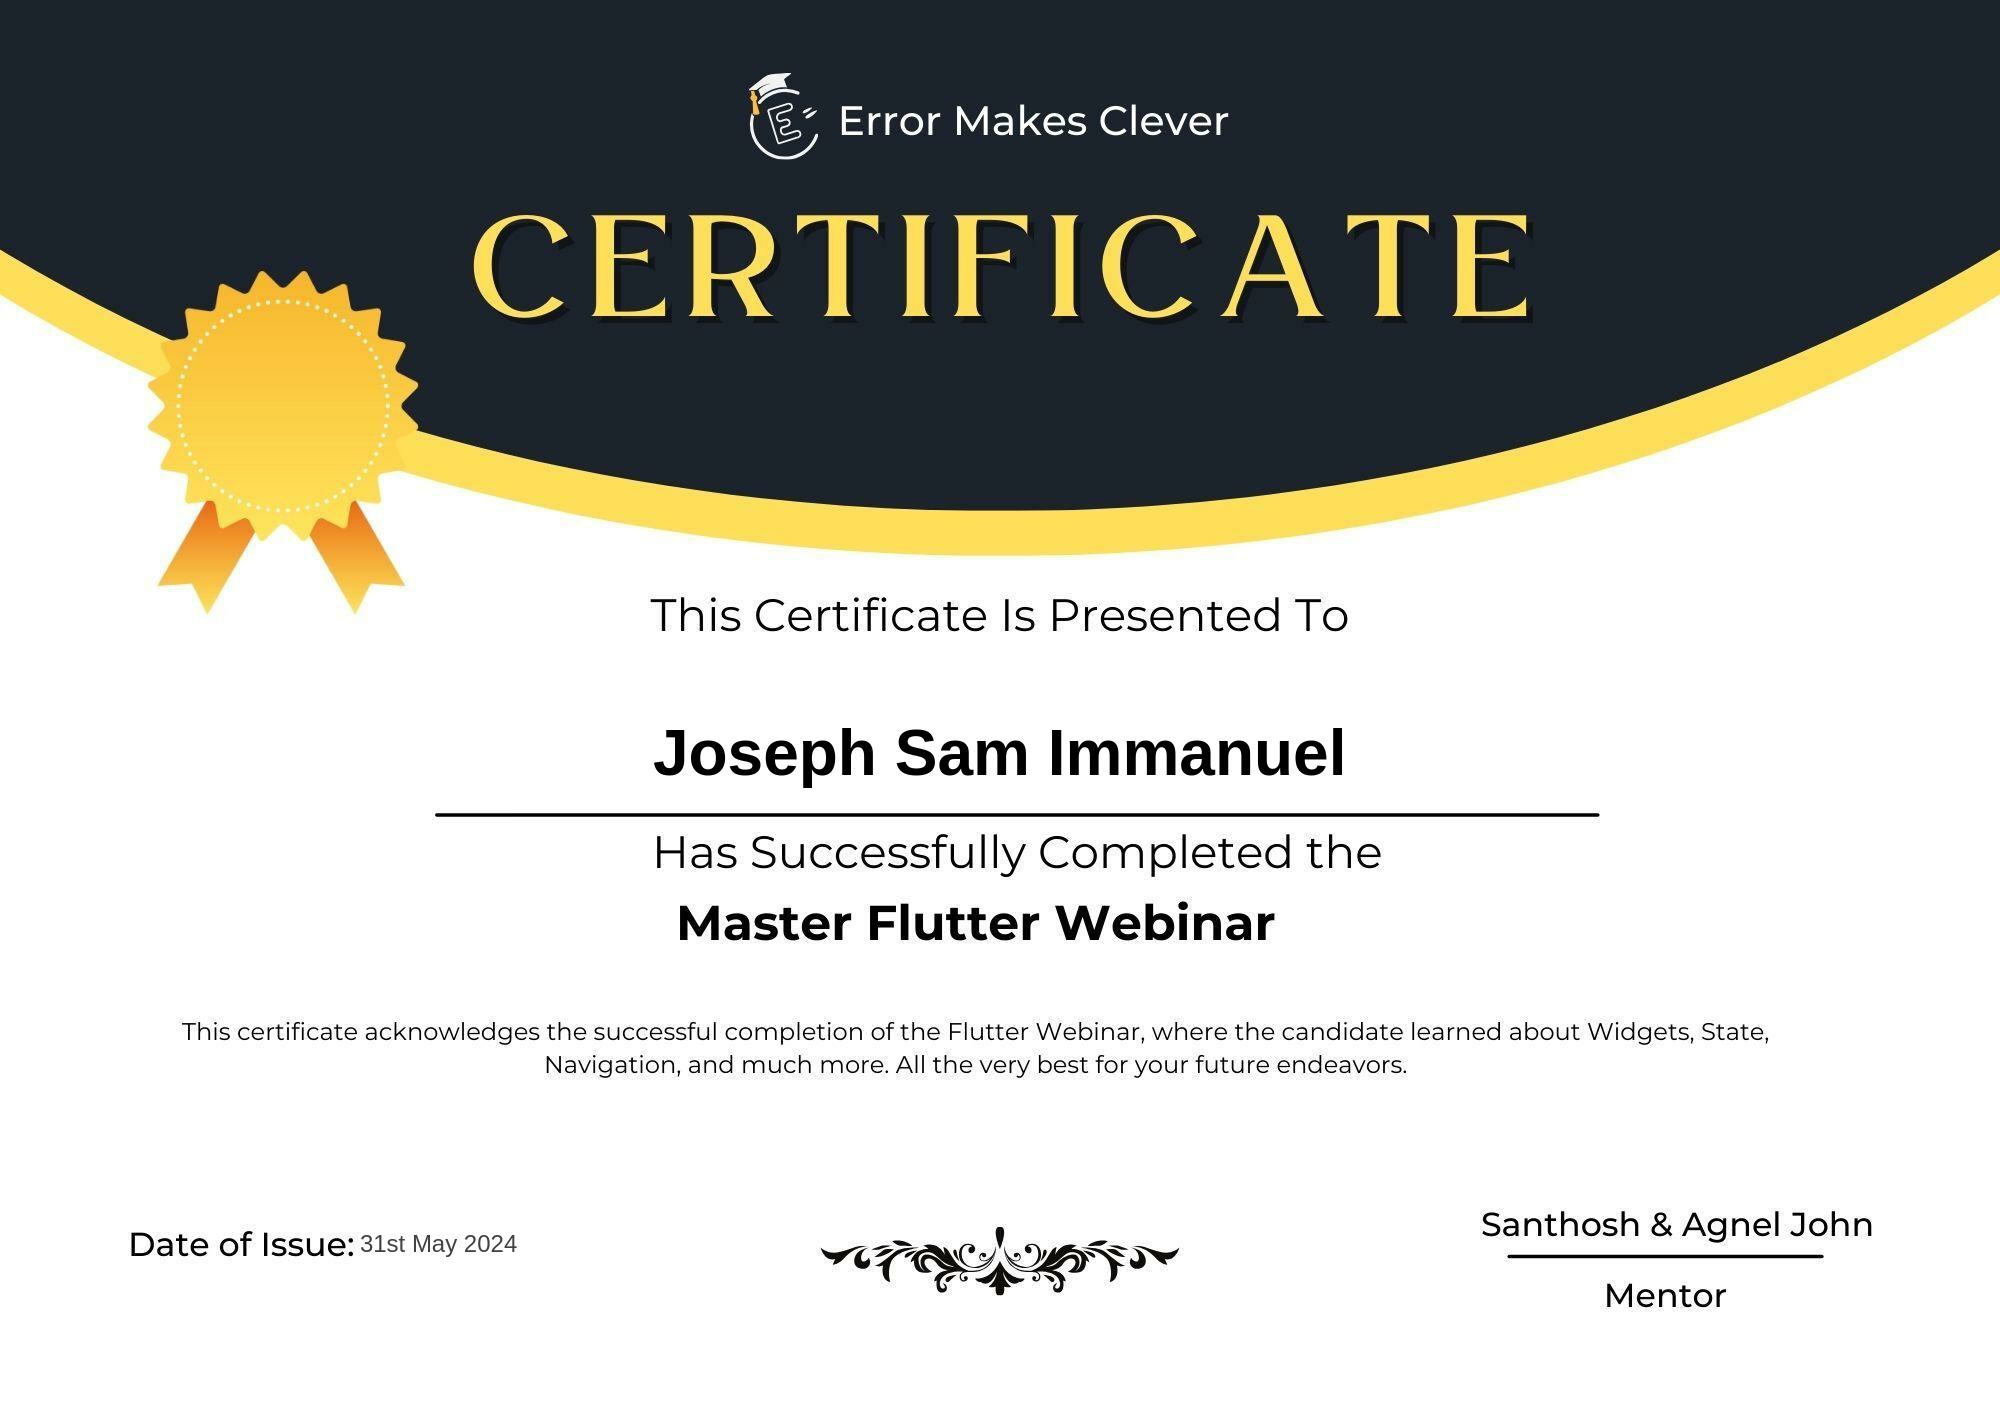 Error Makes Clever
CERTIFICATE
This Certificate Is Presented To
Joseph Sam Immanuel
Has Successfully Completed the
Master Flutter Webinar
This certificate acknowledges the successful completion of the Flutter Webinar, where the candidate learned about Widgets, State,
Navigation, and much more. All the very best for your future endeavors.
Date of Issue: 31st May 2024
Santhosh & Agnel John
Mentor